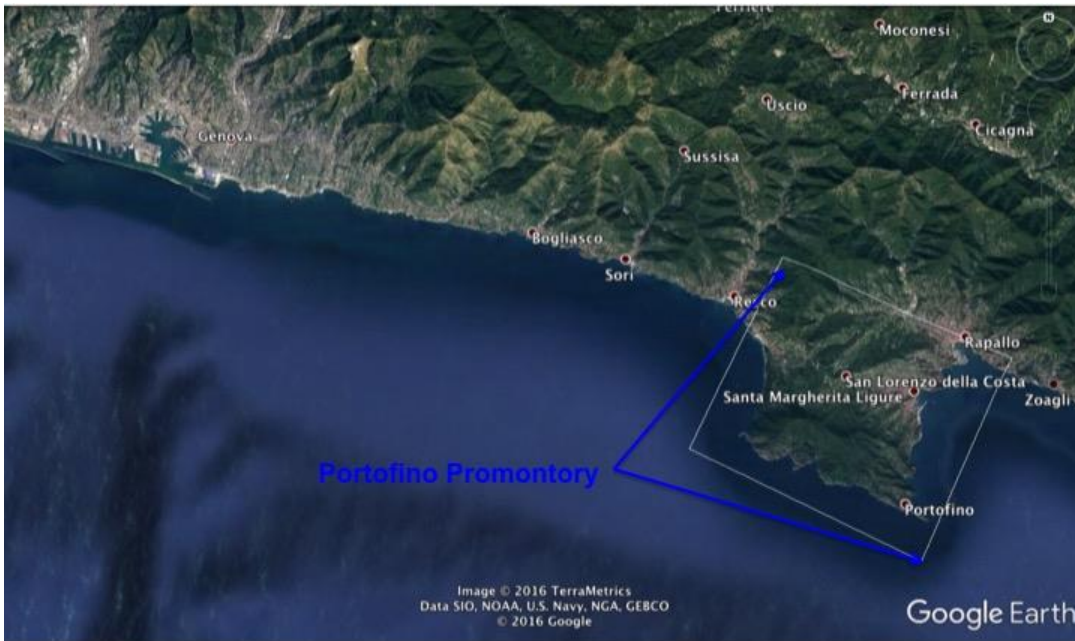 Ferriere
Moconesi
N
Ferrada
Uscio
Cicagna
Genova
Sussisa
Bogliasco
Sori
Recco
Rapallo
San Lorenzo della Costa
Santa Margherita Ligure
Zoagli
Portofino Promontory
Portofino
Image © 2016 TerraMetrics
Data SIO, NOAA, U.S. Navy, NGA, GEBCO
© 2016 Google
Google Earth